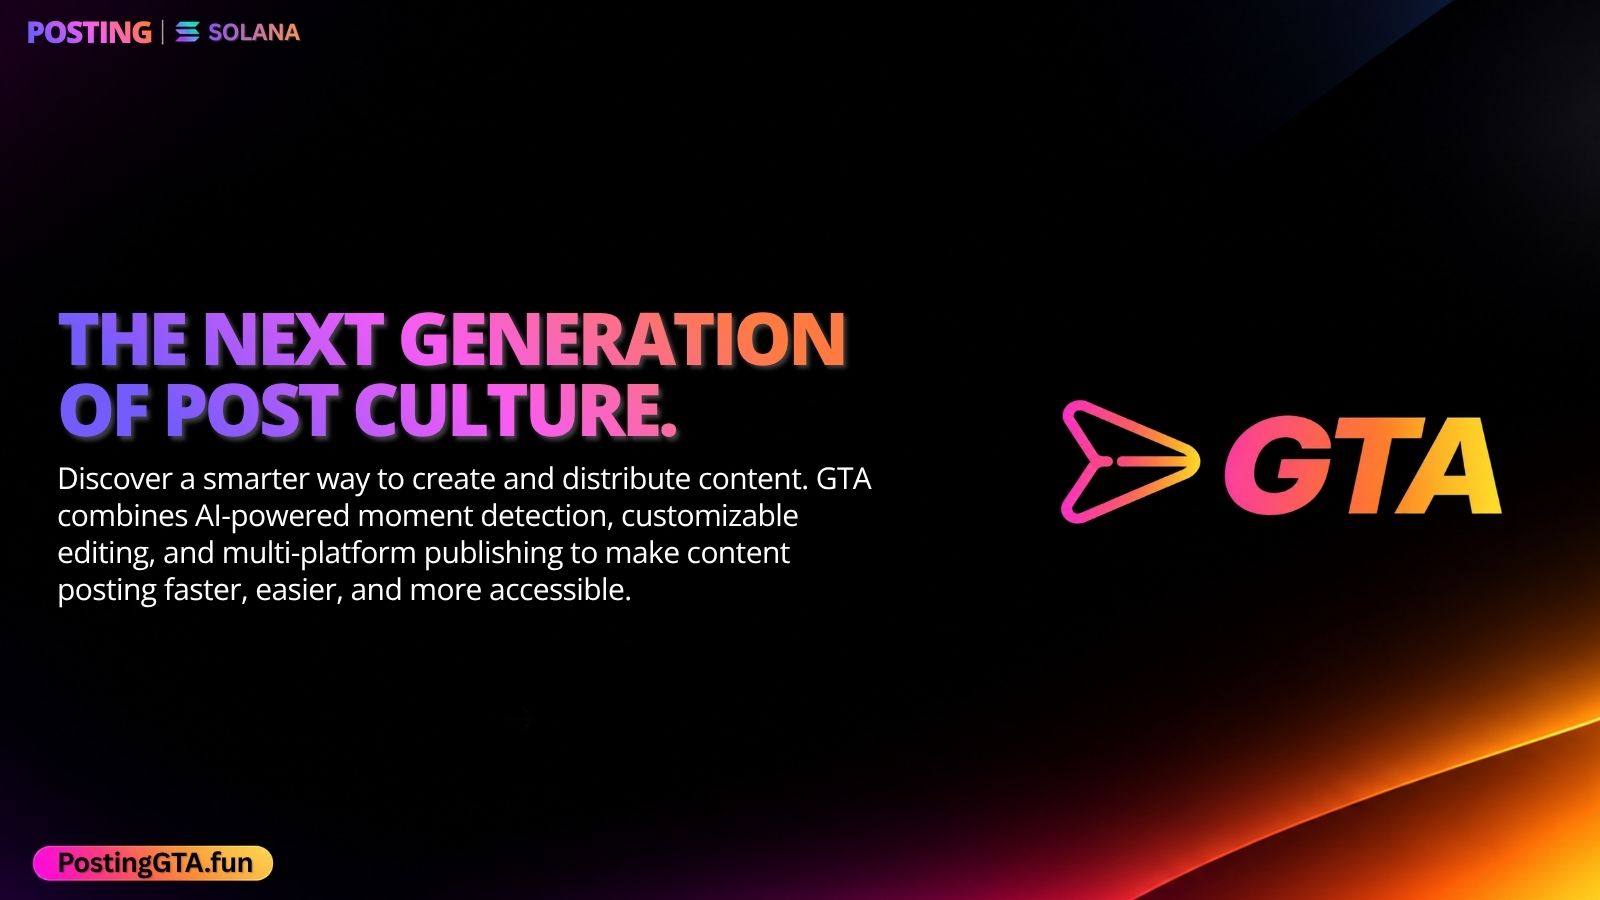 POSTING | SOLANA
THE NEXT GENERATION
OF POST CULTURE.
Discover a smarter way to create and distribute content. GTA
combines AI-powered moment detection, customizable
editing, and multi-platform publishing to make content
posting faster, easier, and more accessible.
GTA
PostingGTA.fun